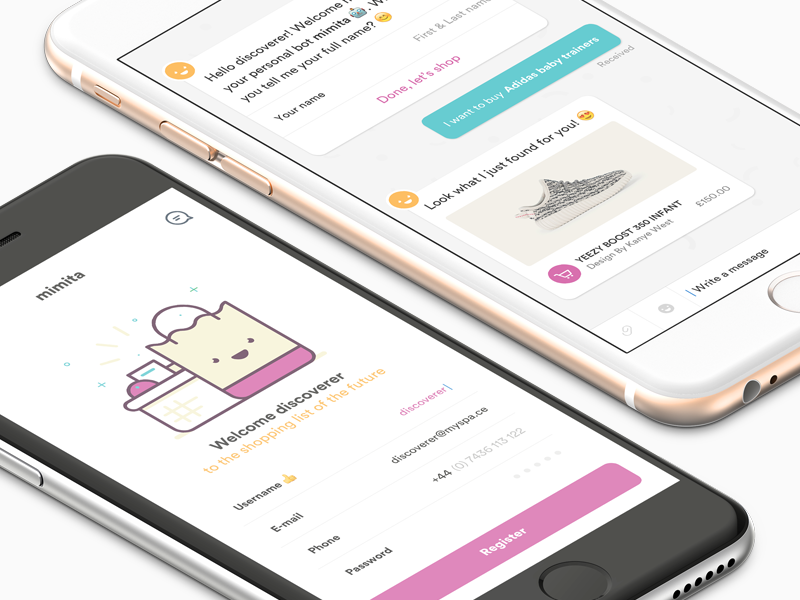 Hello discoverer! Welcome
your personal bot mimita 🤖. W
you tell me your full name? 😊
Your name
First & Last name
Done, let's shop
I want to buy Adidas baby trainers
Received
Look what I just found for you! 😍
YEEZY BOOST 350 INFANT
Design By Kanye West
£150.00
Write a message
mimita
Welcome discoverer
to the shopping list of the future
Username 👍
discoverer
E-mail
discoverer@myspa.ce
Phone
+44 (0) 7436 113 122
Password
Register